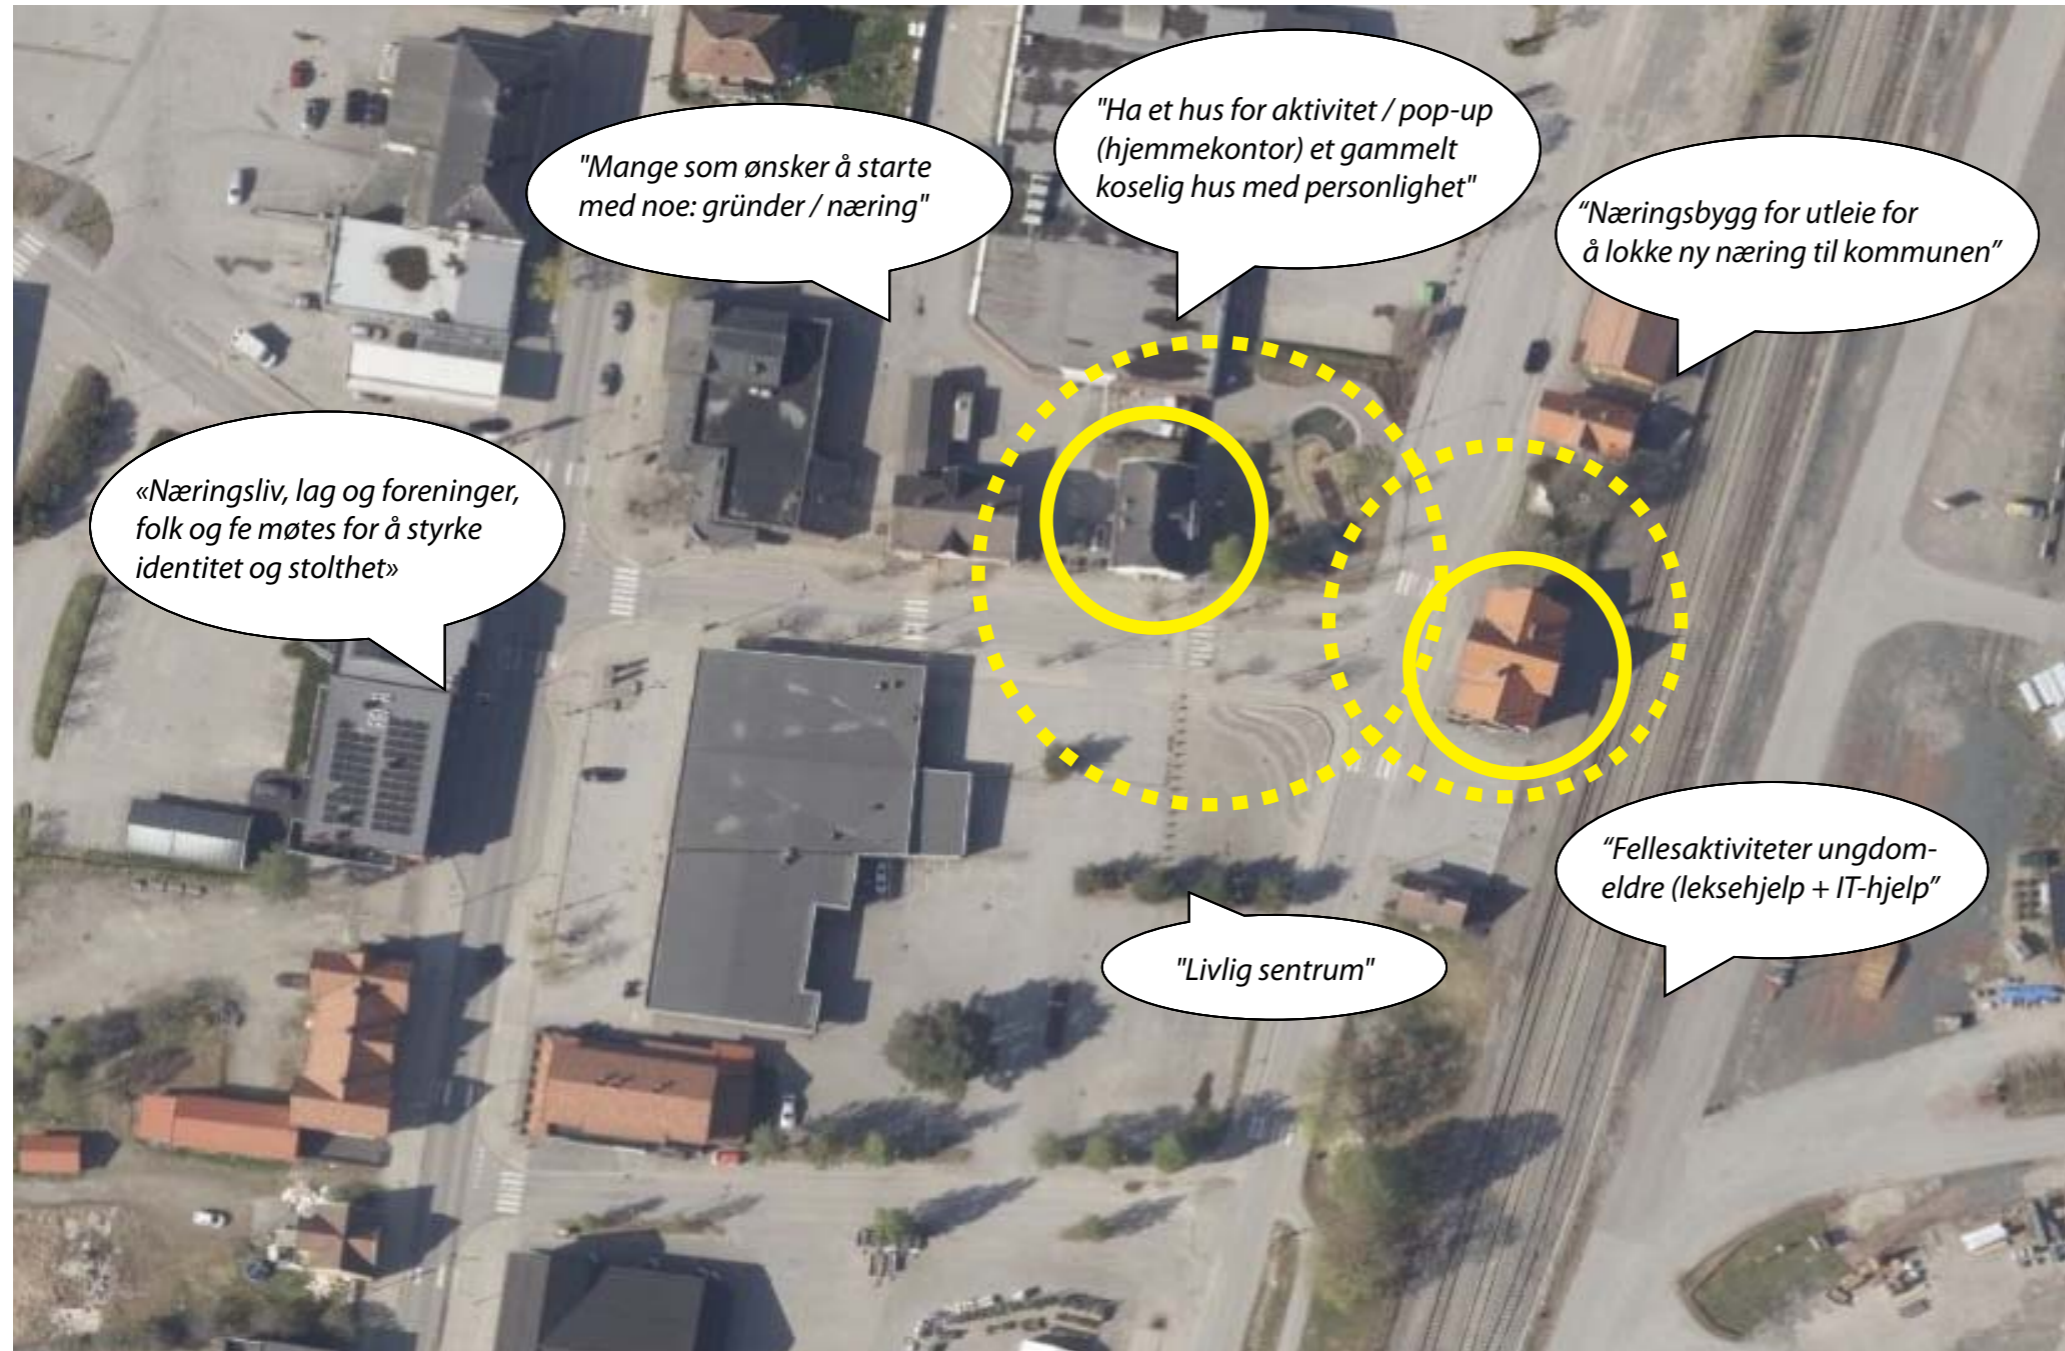 "Ha et hus for aktivitet / pop-up
(hjemmekontor) et gammelt
koselig hus med personlighet"
"Mange som ønsker å starte
med noe: gründer / næring"
“Næringsbygg for utleie for
å lokke ny næring til kommunen”
«Næringsliv, lag og foreninger,
folk og fe møtes for å styrke
identitet og stolthet»
“Fellesaktiviteter ungdom-
eldre (leksehjelp + IT-hjelp”
"Livlig sentrum"